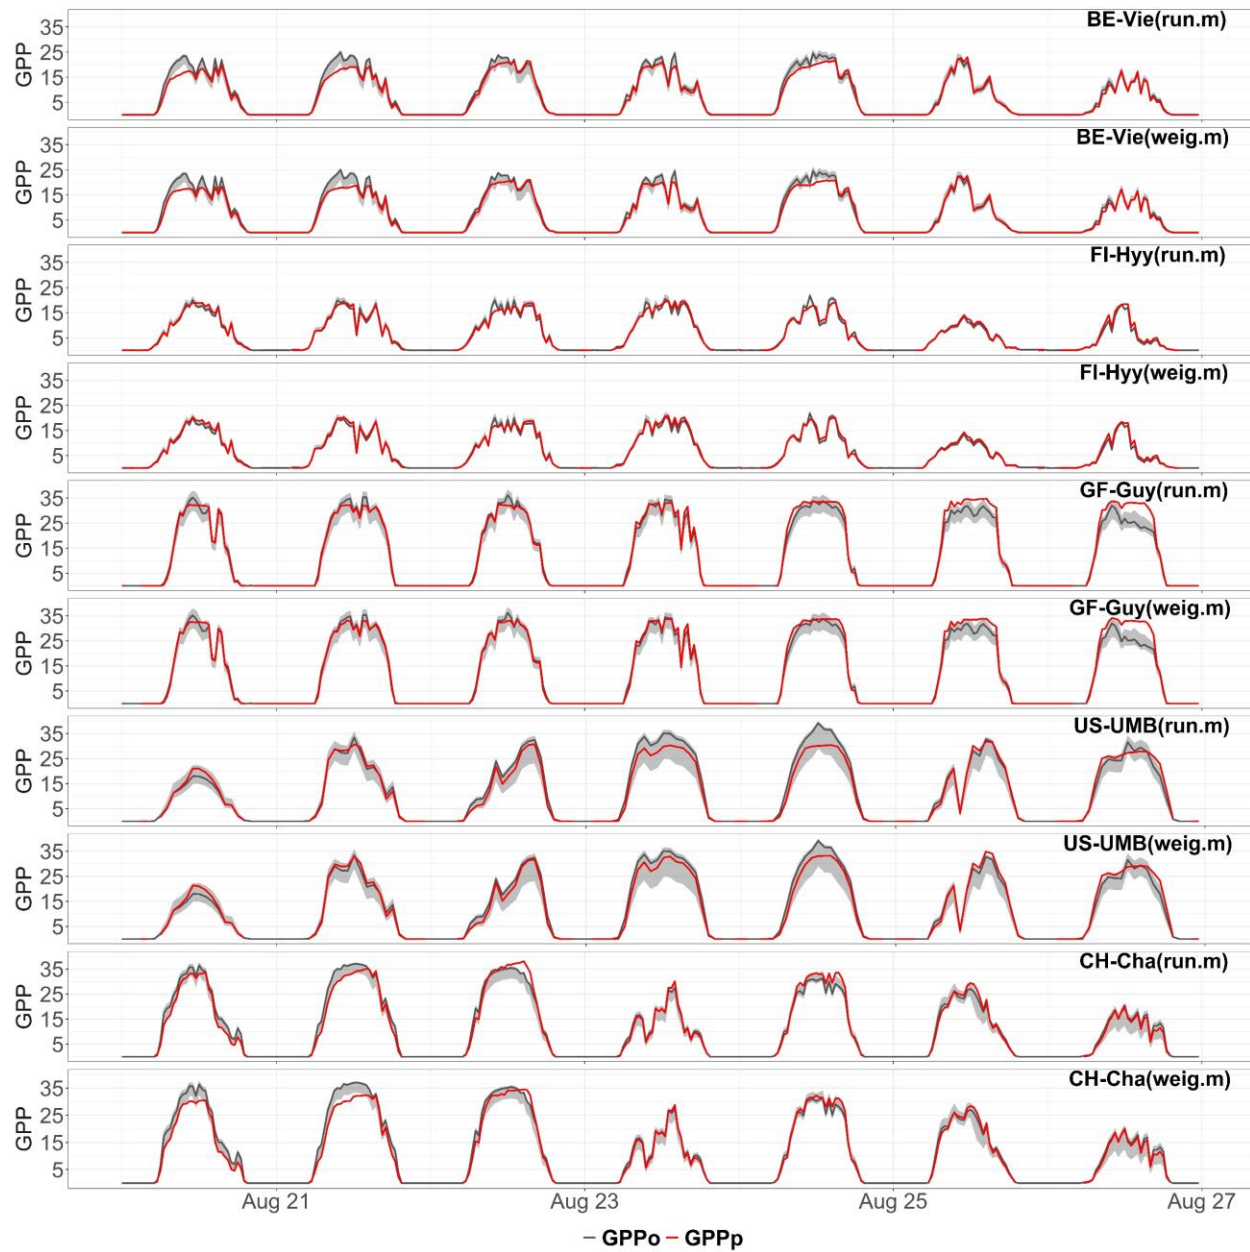 BE-Vie(run.m)
GPP
35
25
15
5
BE-Vie(weig.m)
GPP
35
25
15
5
FI-Hyy(run.m)
GPP
35
25
15
5
FI-Hyy(weig.m)
GPP
35
25
15
5
GF-Guy(run.m)
GPP
35
25
15
5
GF-Guy(weig.m)
GPP
35
25
15
5
US-UMB(run.m)
GPP
35
25
15
5
US-UMB(weig.m)
GPP
35
25
15
5
CH-Cha(run.m)
GPP
35
25
15
5
CH-Cha(weig.m)
GPP
35
25
15
5
Aug 21 Aug 23 Aug 25 Aug 27
GPPo GPPp